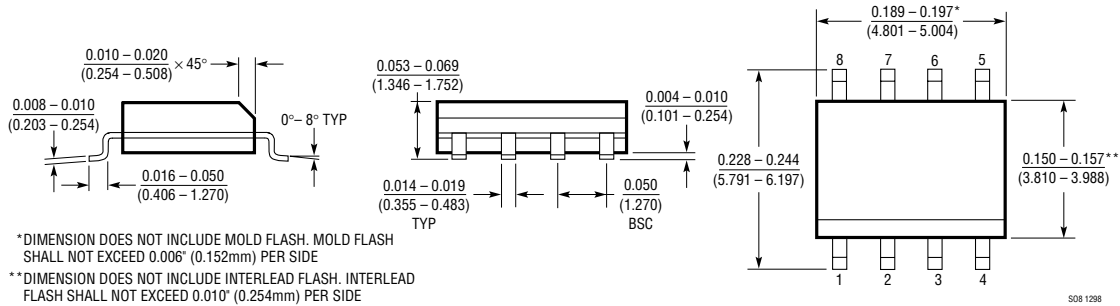 0.010 – 0.020
(0.254 – 0.508)
× 45°
0.008 – 0.010
(0.203 – 0.254)
0°– 8° TYP
0.016 – 0.050
(0.406 – 1.270)
0.053 – 0.069
(1.346 – 1.752)
0.004 – 0.010
(0.101 – 0.254)
0.014 – 0.019
(0.355 – 0.483)
TYP
0.050
(1.270)
BSC
0.189 – 0.197*
(4.801 – 5.004)
8 7 6 5
0.228 – 0.244
(5.791 – 6.197)
0.150 – 0.157**
(3.810 – 3.988)
1 2 3 4
*DIMENSION DOES NOT INCLUDE MOLD FLASH. MOLD FLASH
SHALL NOT EXCEED 0.006" (0.152mm) PER SIDE
**DIMENSION DOES NOT INCLUDE INTERLEAD FLASH. INTERLEAD
FLASH SHALL NOT EXCEED 0.010" (0.254mm) PER SIDE
SO8 1298